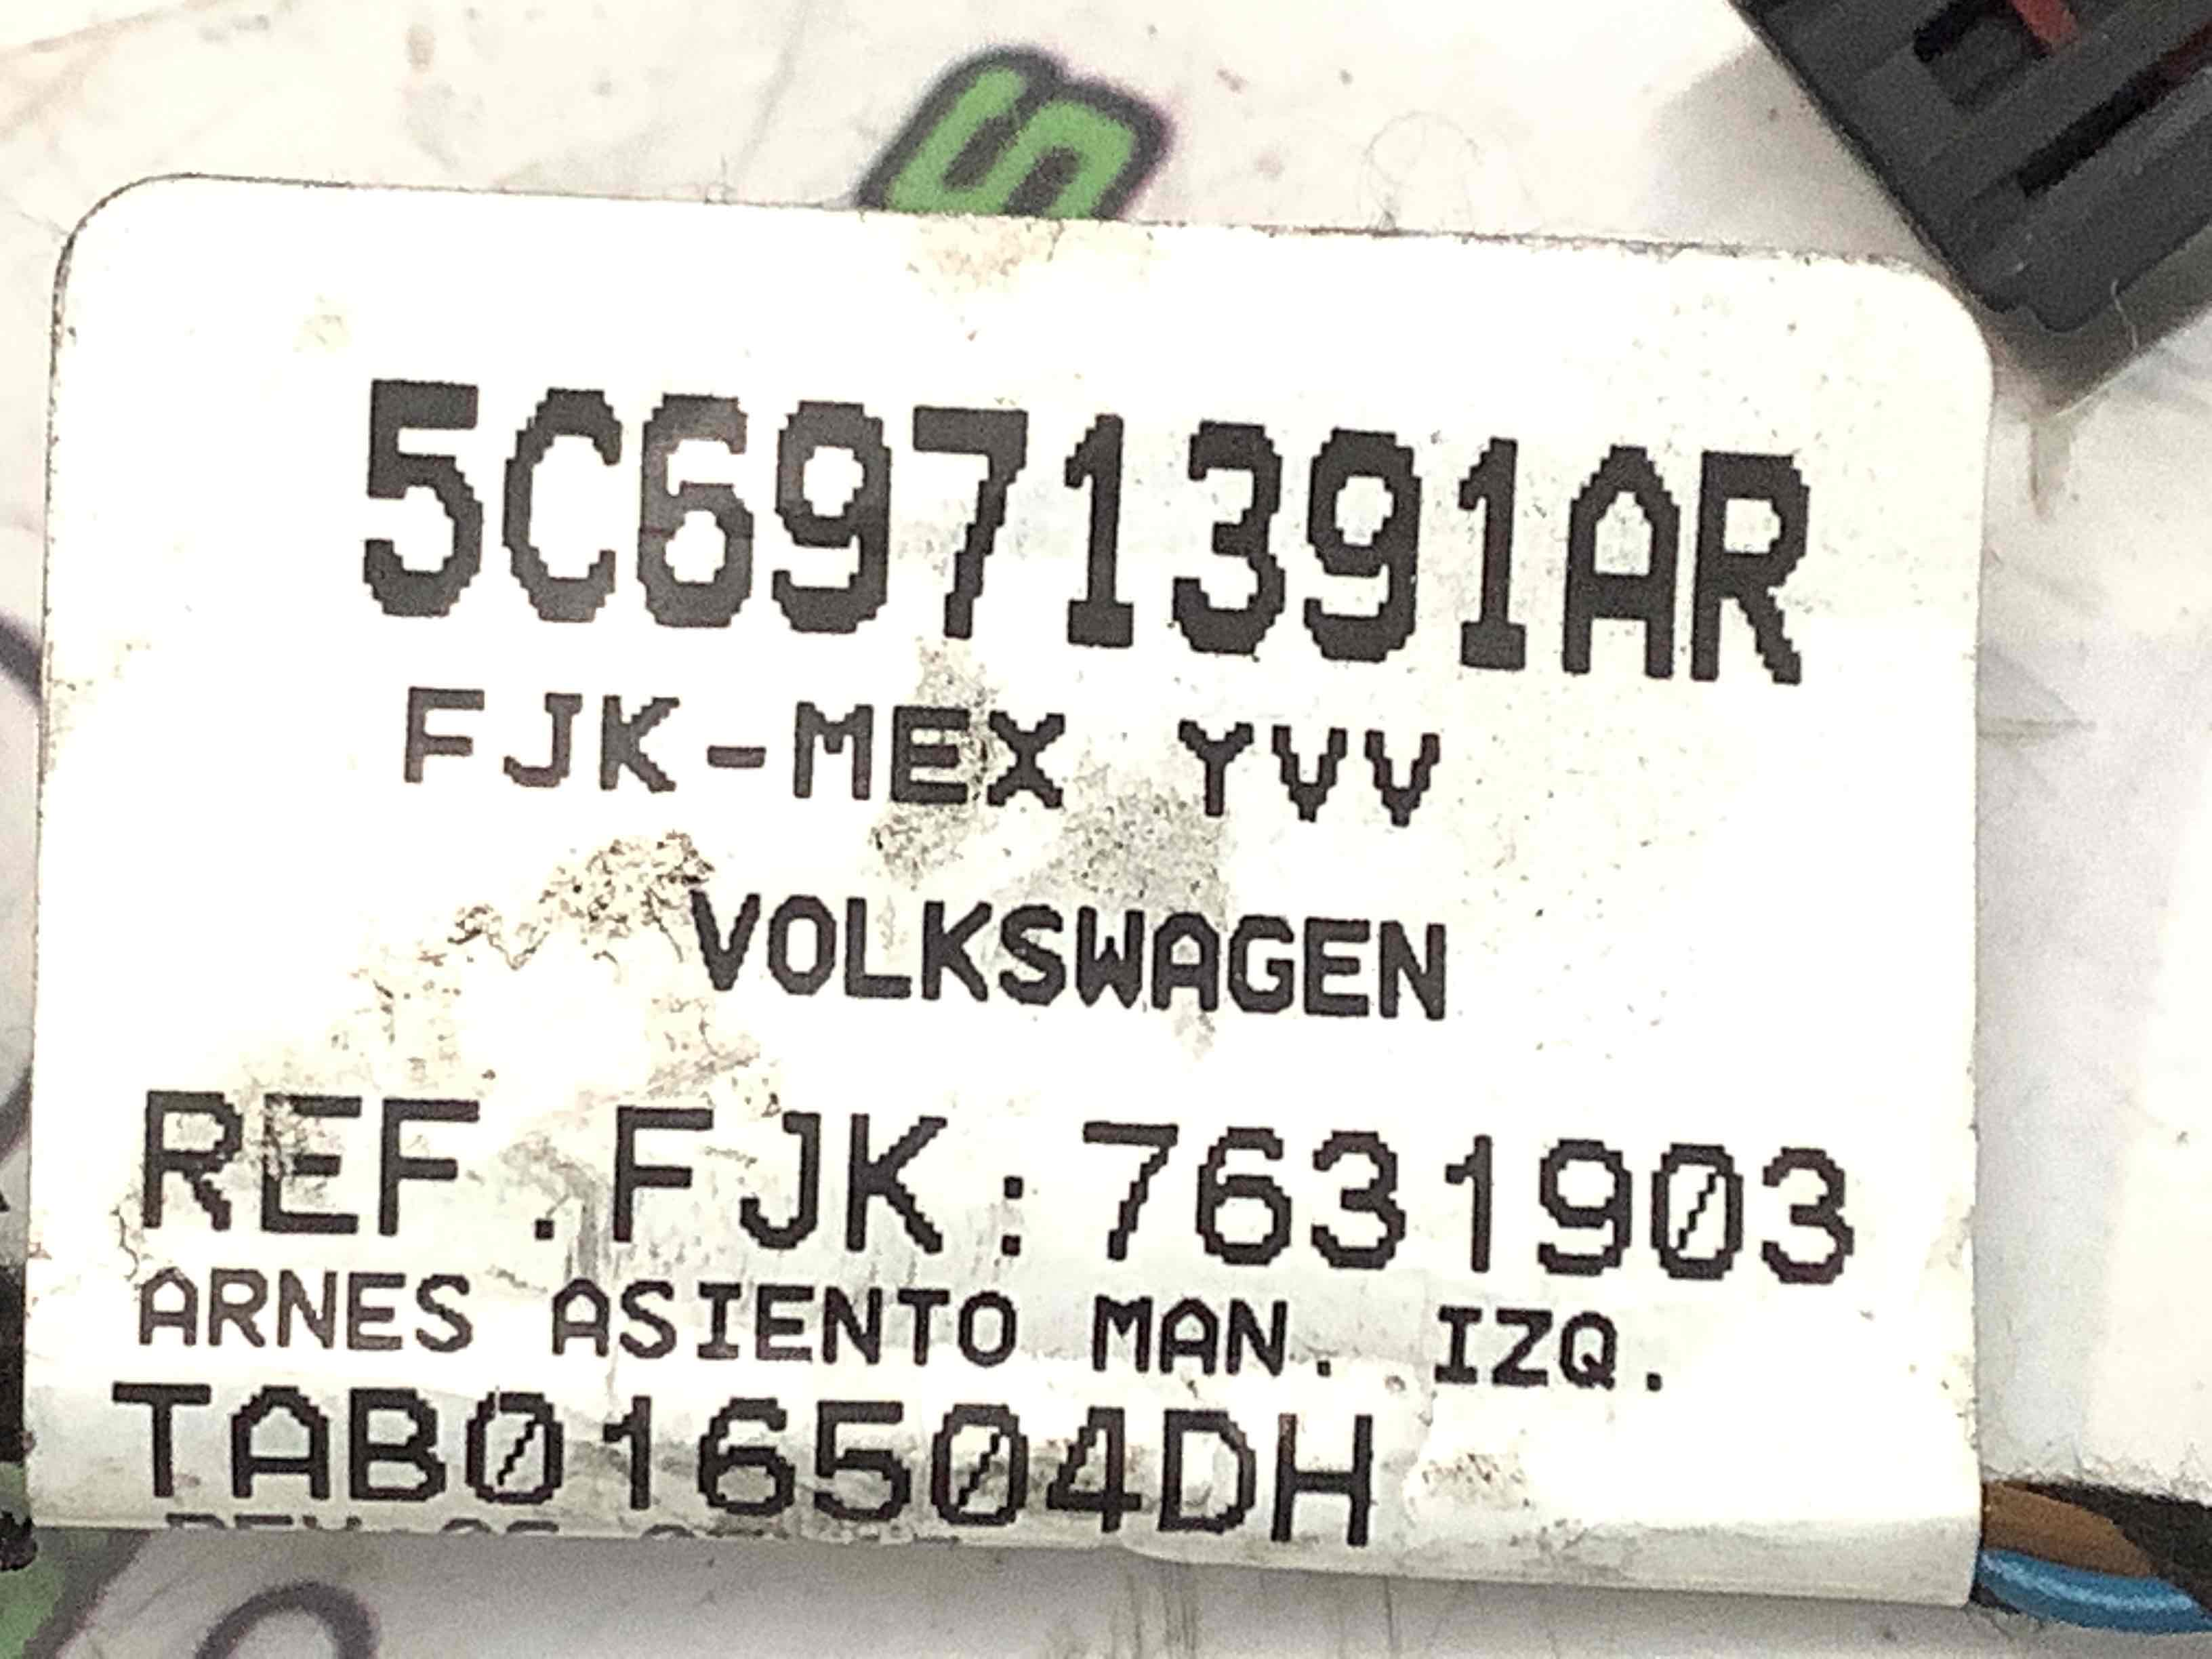 S
5C6971391AR
FJK-MEX YVV
VOLKSWAGEN
REF.FJK:7631903
ARNES ASIENTO MAN. IZQ.
TAB016504DH